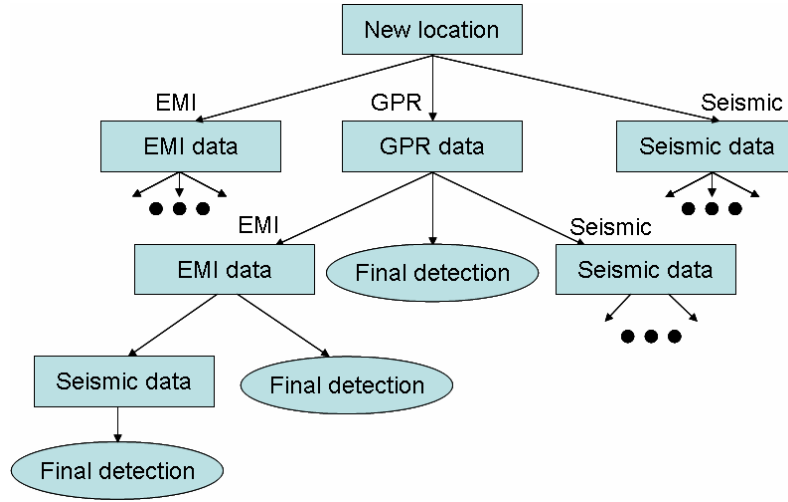 New location
EMI
GPR
Seismic
EMI data
GPR data
Seismic data
EMI
Seismic
EMI data
Final detection
Seismic data
Seismic data
Final detection
Final detection